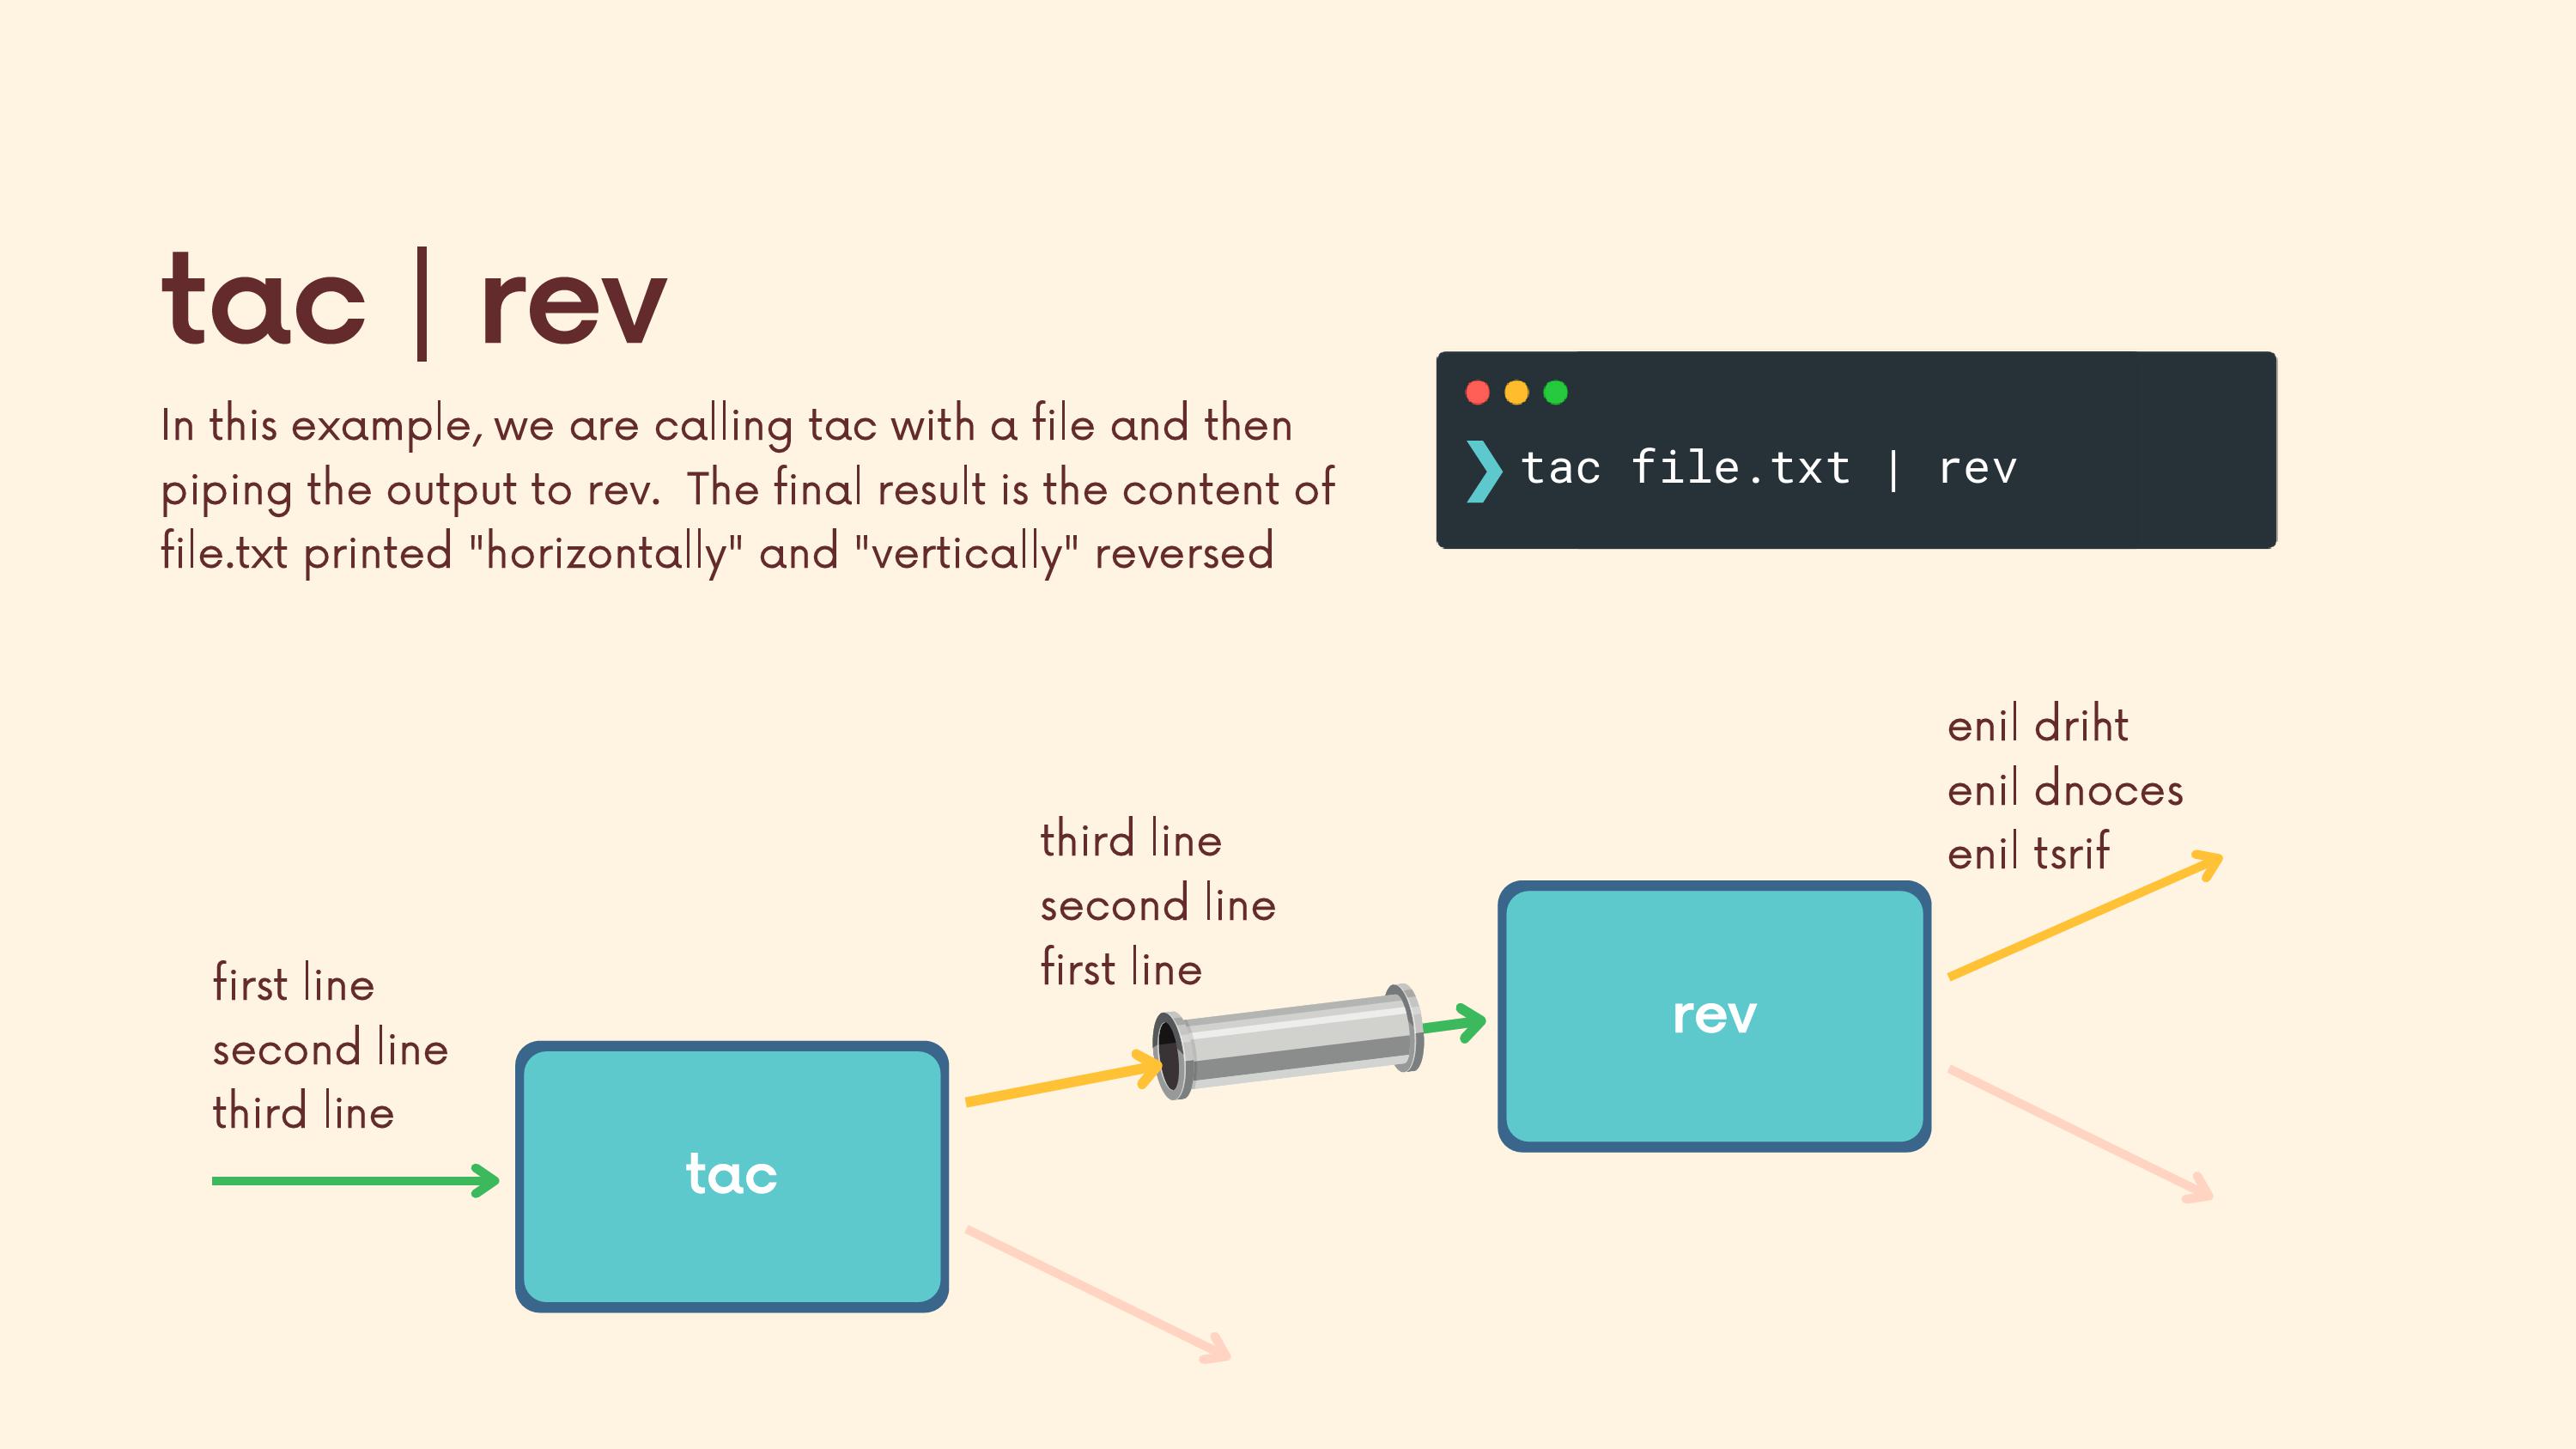 tac | rev
In this example, we are calling tac with a file and then
piping the output to rev.  The final result is the content of
file.txt printed "horizontally" and "vertically" reversed
❯ tac file.txt | rev
first line
second line
third line
tac
third line
second line
first line
rev
enil driht
enil dnoces
enil tsrif